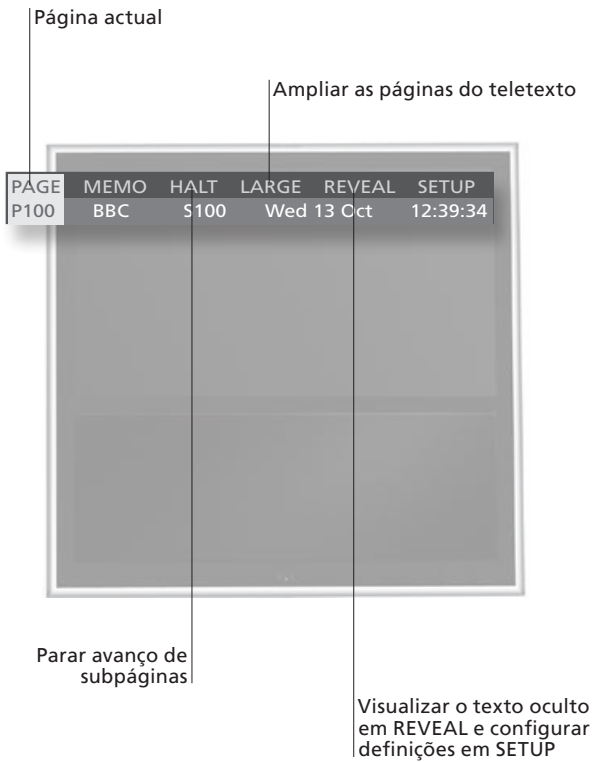 Página actual
Ampliar as páginas do teletexto
PAGE MEMO HALT LARGE REVEAL SETUP
P100 BBC S100 Wed 13 Oct 12:39:34
Parar avanço de
subpáginas
Visualizar o texto oculto
em REVEAL e configurar
definições em SETUP